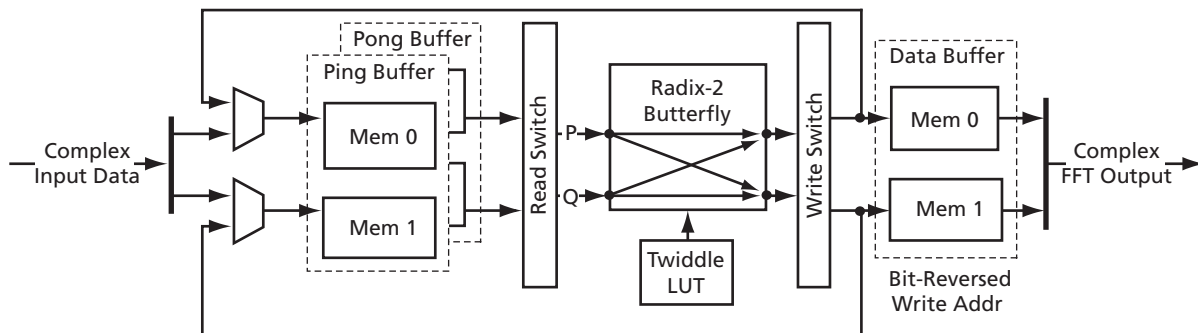 Pong Buffer
Ping Buffer
Mem 0
Mem 1
Complex
Input Data
Read Switch
P
Q
Radix-2
Butterfly
Twiddle
LUT
Write Switch
Data Buffer
Mem 0
Mem 1
Bit-Reversed
Write Addr
Complex
FFT Output